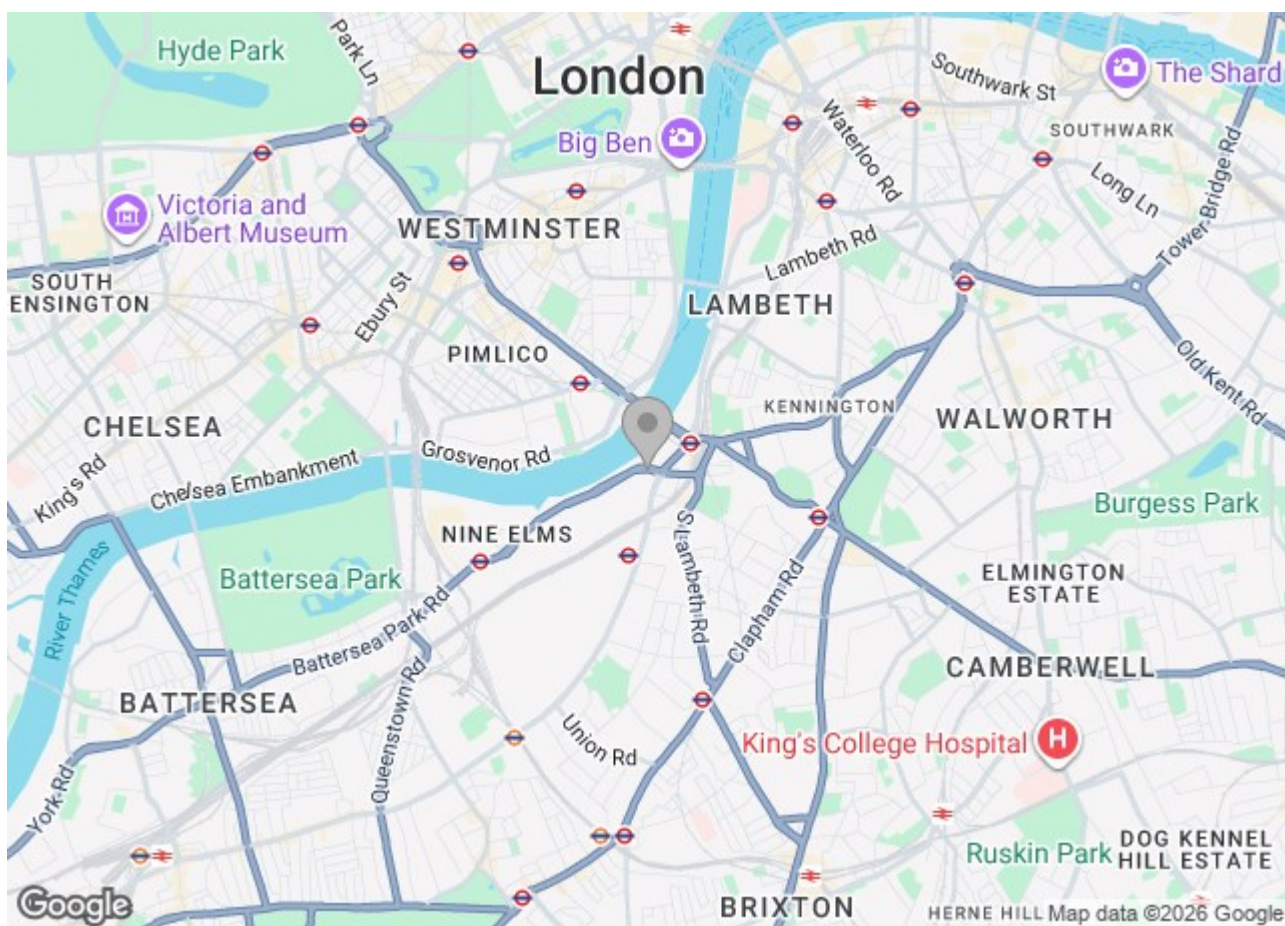 Hyde Park
Park Ln
London
Southwark St
The Shard
Big Ben
Waterloo Rd
SOUTHWARK
Long Ln
Tower Bridge Rd
Victoria and
Albert Museum
WESTMINSTER
Lambeth Rd
SOUTH
ENSINGTON
Ebury St
LAMBETH
PIMLICO
Old Kent Rd
CHELSEA
KENNINGTON
WALWORTH
King's Rd
Chelsea Embankment
Grosvenor Rd
Burgess Park
NINE ELMS
S Lambeth Rd
River Thames
Battersea Park
Clapham Rd
ELMINGTON
ESTATE
Battersea Park Rd
CAMBERWELL
BATTERSEA
Queenstown Rd
Union Rd
King's College Hospital
H
York Rd
Ruskin Park
DOG KENNEL
HILL ESTATE
Google
BRIXTON
HERNE HILL
Map data ©2026 Google